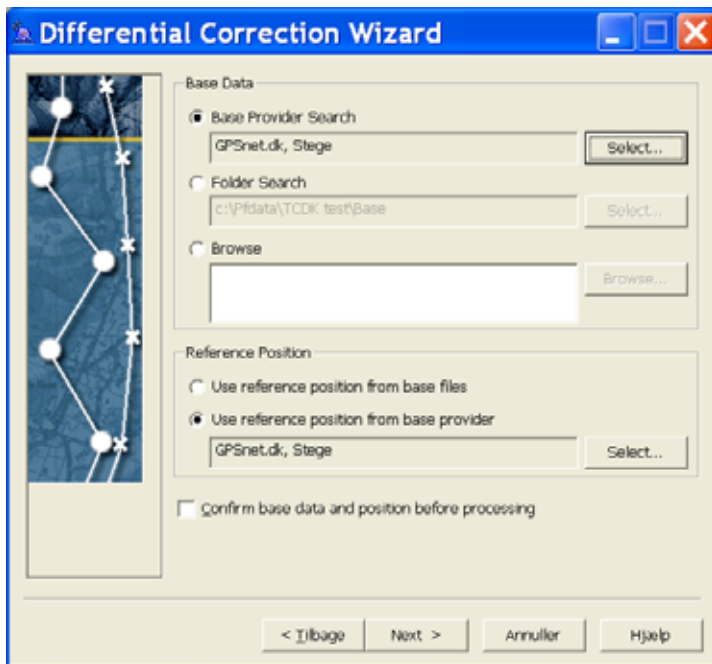 Differential Correction Wizard
Base Data
Base Provider Search
GPSnet.dk, Stege
Select...
Folder Search
c:\Pfdata\TCDK test\Base
Select...
Browse
Browse...
Reference Position
Use reference position from base files
Use reference position from base provider
GPSnet.dk, Stege
Select...
Confirm base data and position before processing
< Tilbage
Next >
Annuller
Hjælp